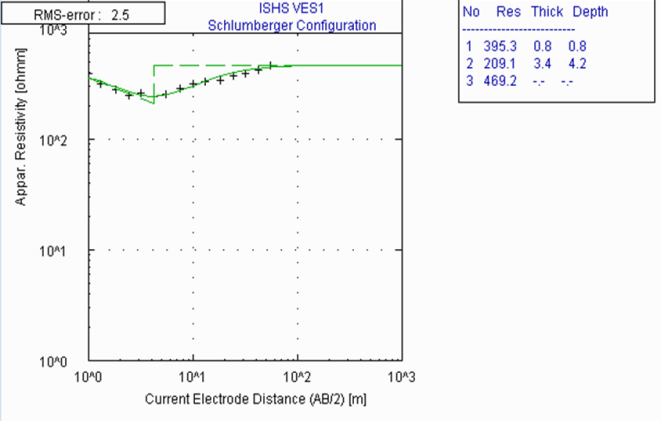 RMS-error : 2.5
ISHS VES1
Schlumberger Configuration
Appar. Resistivity [ohmm]
10^3
10^2
10^1
10^0
10^0 10^1 10^2 10^3
Current Electrode Distance (AB/2) [m]
No Res Thick Depth
----------------------------
1 395.3 0.8 0.8
2 209.1 3.4 4.2
3 469.2 -.- -.-